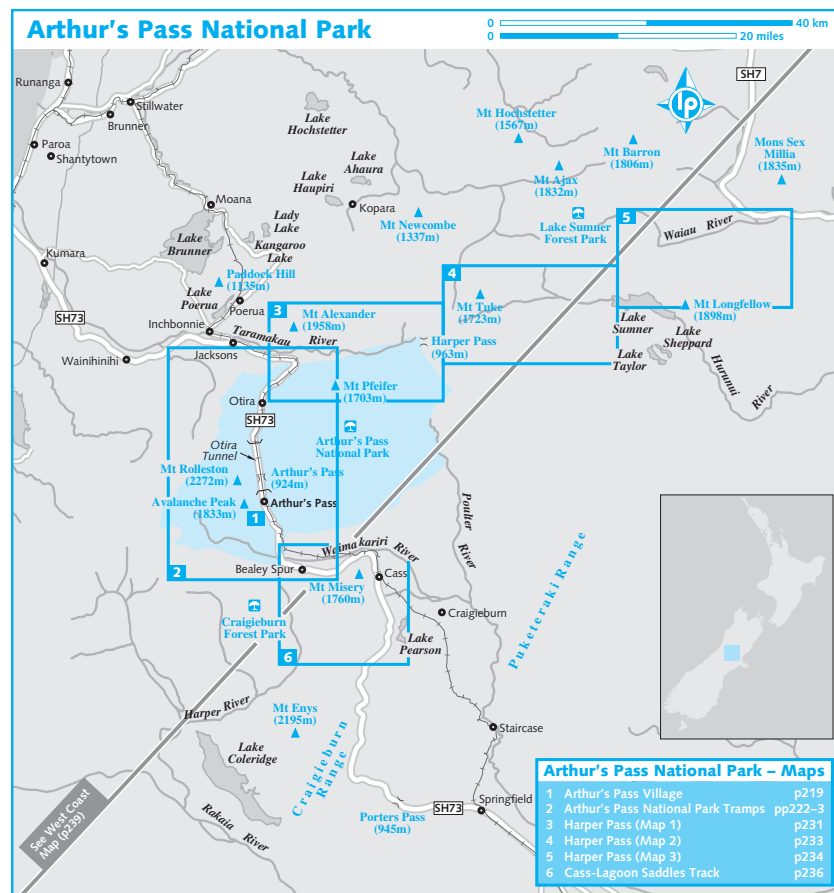 Arthur's Pass National Park
0 40 km
0 20 miles
SH7
lp
Runanga
Stillwater
Brunner
Paroa
Shantytown
Lake
Hochstetter
Mt Hochstetter
(1567m)
Mt Barron
(1806m)
Mons Sex
Millia
(1835m)
Lake
Ahaura
Lake
Haupiri
Mt Ajax
(1832m)
Moana
Kopara
Mt Newcombe
(1337m)
Lake Sumner
Forest Park
5
Waiau River
Lady
Lake
Kangaroo
Lake
Lake
Brunner
Kumara
4
Paddock Hill
(1135m)
Lake
Poerua
Poerua
3
Mt Alexander
(1958m)
Mt Tuke
(1723m)
Mt Longfellow
(1898m)
Lake
Sumner
Lake
Sheppard
Lake
Taylor
Hurunui
River
SH73
Inchbonnie
Taramakau River
Harper Pass
(963m)
Wainihinihi
Jacksons
Mt Pfeifer
(1703m)
Otira
SH73
Arthur's Pass
National Park
Otira
Tunnel
Mt Rolleston
(2272m)
Arthur's Pass
(924m)
Avalanche Peak
(1833m)
Arthur's Pass
1
Poulter
River
Waimakariri
River
Puketeraki Range
2
Bealey Spur
Mt Misery
(1760m)
Cass
Craigieburn
Craigieburn
Forest Park
Lake
Pearson
6
Harper River
Mt Enys
(2195m)
Craigieburn
Range
Staircase
Lake
Coleridge
Rakaia
River
See West Coast
Map (p239)
Porters Pass
(945m)
SH73
Springfield
Arthur's Pass National Park – Maps
1 Arthur's Pass Village p219
2 Arthur's Pass National Park Tramps pp222–3
3 Harper Pass (Map 1) p231
4 Harper Pass (Map 2) p233
5 Harper Pass (Map 3) p234
6 Cass-Lagoon Saddles Track p236